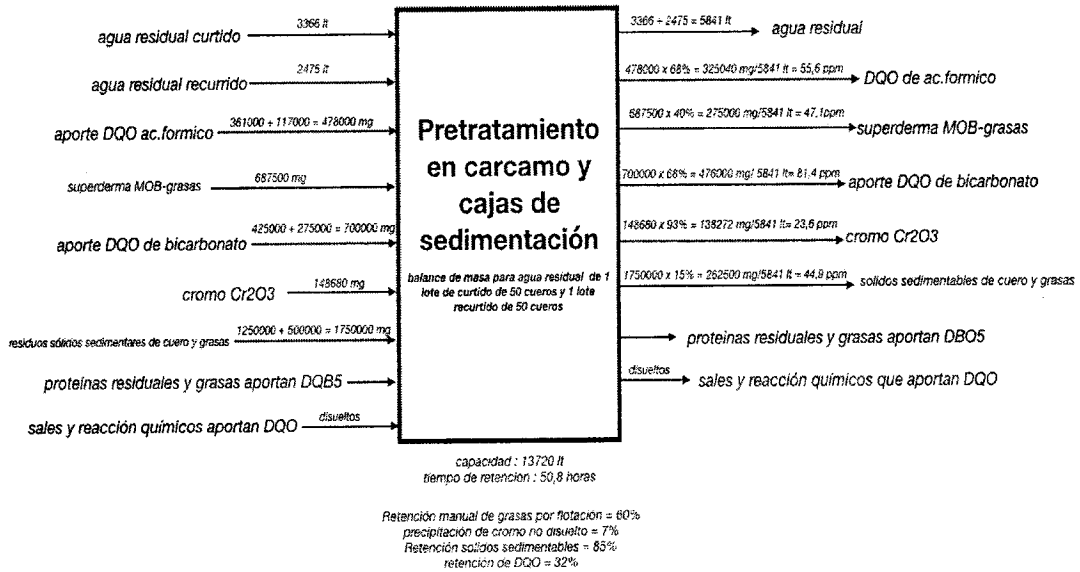 agua residual curtido
3366 lt
agua residual recurrido
2475 lt
aporte DQO ac.formico
361000 + 117000 = 478000 mg
superderma MOB-grasas
687500 mg
aporte DQO de bicarbonato
425000 + 275000 = 700000 mg
cromo Cr2O3
148680 mg
residuos sólidos sedimentares de cuero y grasas
1250000 + 500000 = 1750000 mg
proteinas residuales y grasas aportan DQB5
sales y reacción químicos aportan DQO
disueltos
Pretratamiento
en carcamo y
cajas de
sedimentación
balance de masa para agua residual de 1
lote de curtido de 50 cueros y 1 lote
recurtido de 50 cueros
3366 + 2475 = 5841 lt
agua residual
478000 x 68% = 325040 mg/5841 lt = 55,6 ppm
DQO de ac.formico
687500 x 40% = 275000 mg/5841 lt = 47.1ppm
superderma MOB-grasas
700000 x 68% = 476000 mg/ 5841 lt= 81,4 ppm
aporte DQO de bicarbonato
148680 x 93% = 138272 mg/5841 lt= 23,6 ppm
cromo Cr2O3
1750000 x 15% = 262500 mg/5841 lt = 44,9 ppm
solidos sedimentables de cuero y grasas
proteinas residuales y grasas aportan DBO5
disueltos
sales y reacción químicos que aportan DQO
capacidad : 13720 lt
tiempo de retencion : 50,8 horas
Retención manual de grasas por flotación = 60%
precipitación de cromo no disuelto = 7%
Retención solidos sedimentables = 85%
retención de DQO = 32%